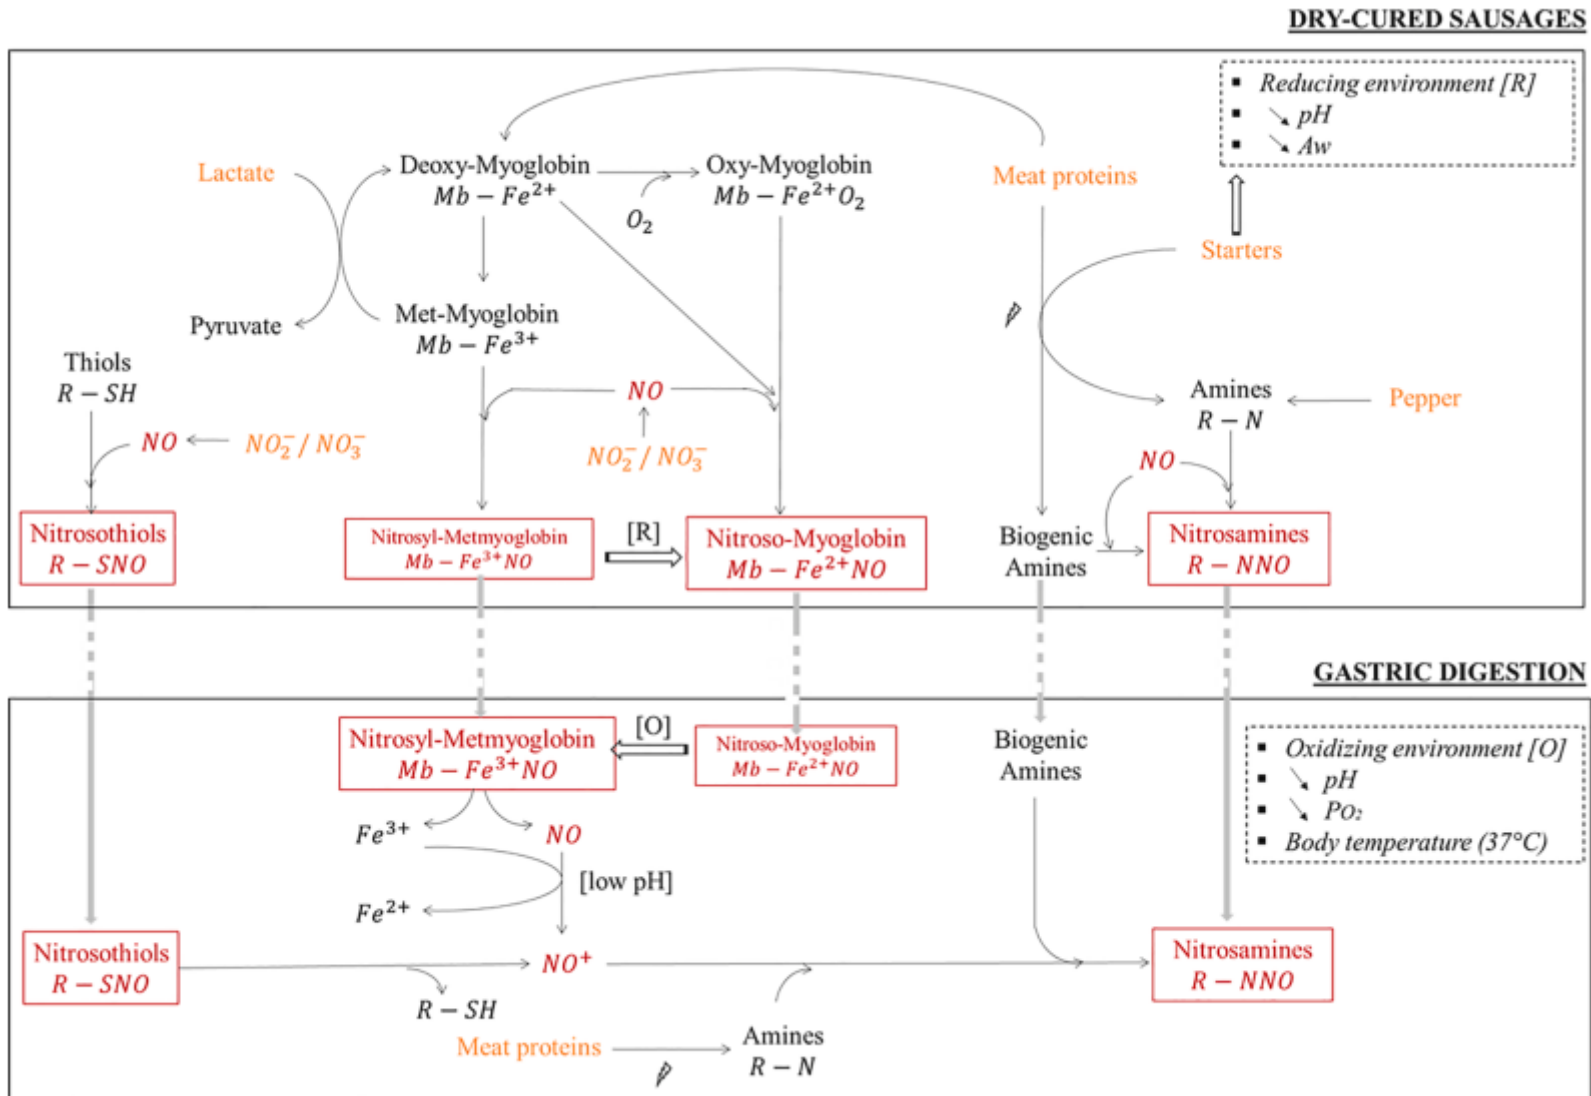 DRY-CURED SAUSAGES
▪ Reducing environment [R]
▪ ↘ pH
▪ ↘ Aw
Lactate
Deoxy-Myoglobin
Mb − Fe²⁺
O₂
Oxy-Myoglobin
Mb − Fe²⁺O₂
Meat proteins
Starters
Pyruvate
Met-Myoglobin
Mb − Fe³⁺
Thiols
R − SH
NO
NO₂⁻ / NO₃⁻
NO
NO₂⁻ / NO₃⁻
Amines
R − N
Pepper
NO
Nitrosothiols
R − SNO
Nitrosyl-Metmyoglobin
Mb − Fe³⁺NO
[R]
Nitroso-Myoglobin
Mb − Fe²⁺NO
Biogenic
Amines
Nitrosamines
R − NNO
GASTRIC DIGESTION
Nitrosyl-Metmyoglobin
Mb − Fe³⁺NO
[O]
Nitroso-Myoglobin
Mb − Fe²⁺NO
Biogenic
Amines
▪ Oxidizing environment [O]
▪ ↘ pH
▪ ↘ PO₂
▪ Body temperature (37°C)
Fe³⁺
NO
[low pH]
Fe²⁺
Nitrosothiols
R − SNO
NO⁺
Nitrosamines
R − NNO
R − SH
Meat proteins
Amines
R − N